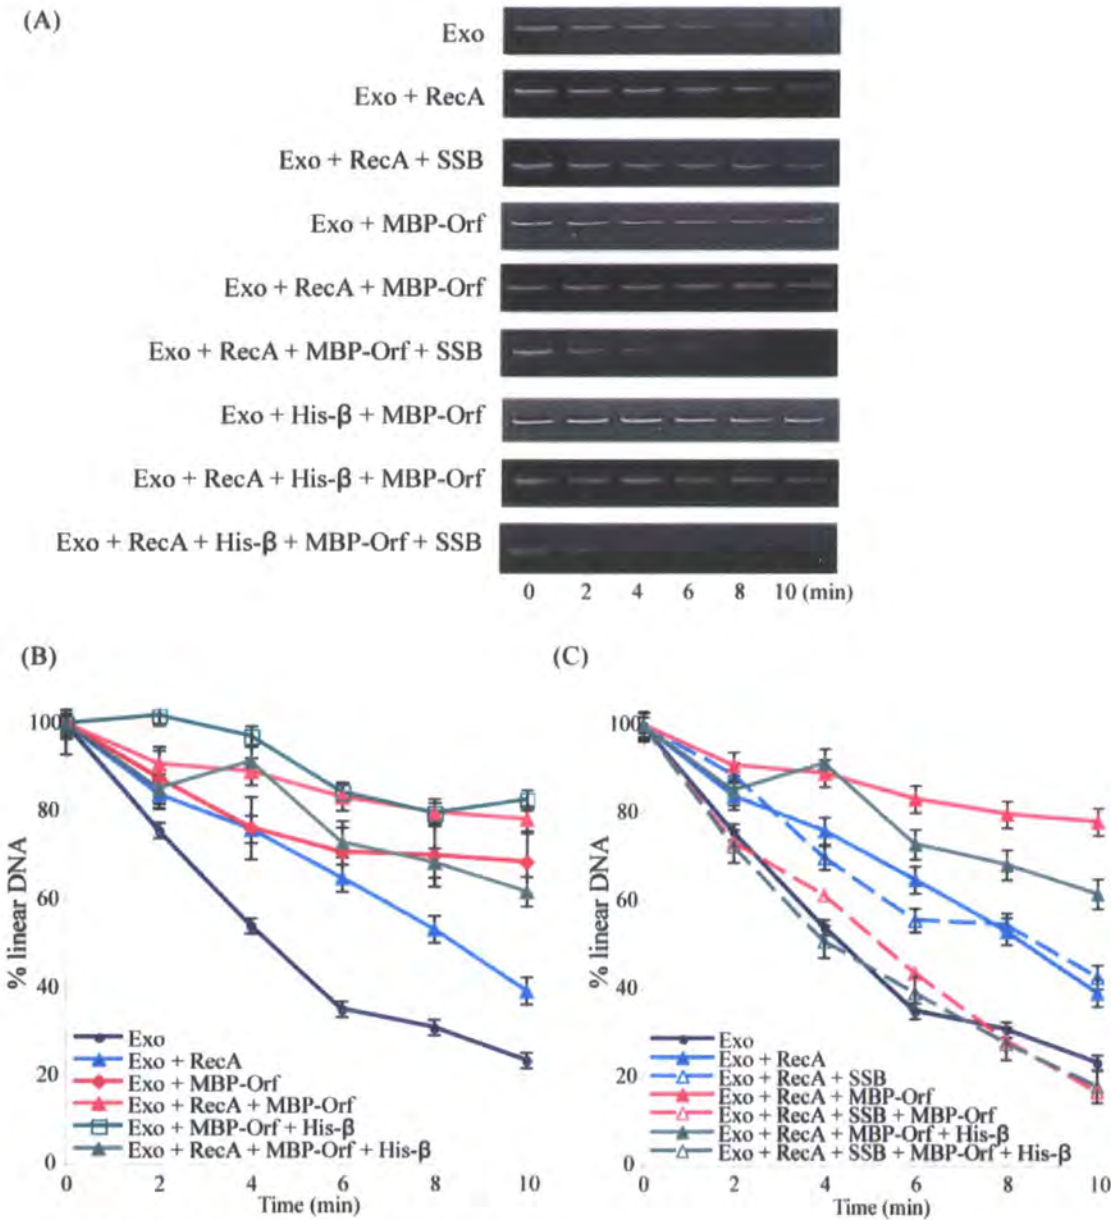 (A)
Exo
Exo + RecA
Exo + RecA + SSB
Exo + MBP-Orf
Exo + RecA + MBP-Orf
Exo + RecA + MBP-Orf + SSB
Exo + His-β + MBP-Orf
Exo + RecA + His-β + MBP-Orf
Exo + RecA + His-β + MBP-Orf + SSB
0 2 4 6 8 10 (min)
(B)
% linear DNA
100
80
60
40
20
0
Exo
Exo + RecA
Exo + MBP-Orf
Exo + RecA + MBP-Orf
Exo + MBP-Orf + His-β
Exo + RecA + MBP-Orf + His-β
0 2 4 6 8 10
Time (min)
(C)
% linear DNA
100
80
60
40
20
0
Exo
Exo + RecA
Exo + RecA + SSB
Exo + RecA + MBP-Orf
Exo + RecA + SSB + MBP-Orf
Exo + RecA + MBP-Orf + His-β
Exo + RecA + SSB + MBP-Orf + His-β
0 2 4 6 8 10
Time (min)